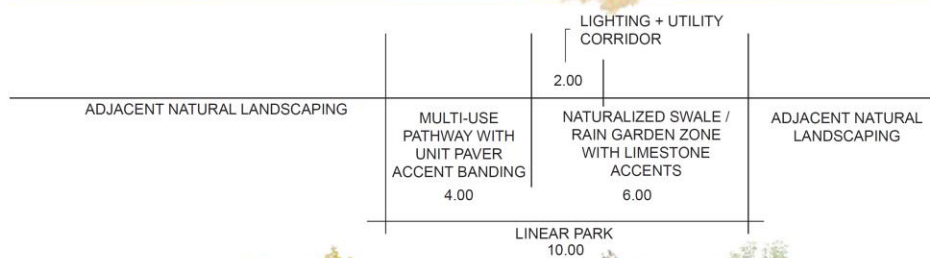 LIGHTING + UTILITY
CORRIDOR
2.00
ADJACENT NATURAL LANDSCAPING
MULTI-USE
PATHWAY WITH
UNIT PAVER
ACCENT BANDING
4.00
NATURALIZED SWALE /
RAIN GARDEN ZONE
WITH LIMESTONE
ACCENTS
6.00
ADJACENT NATURAL
LANDSCAPING
LINEAR PARK
10.00